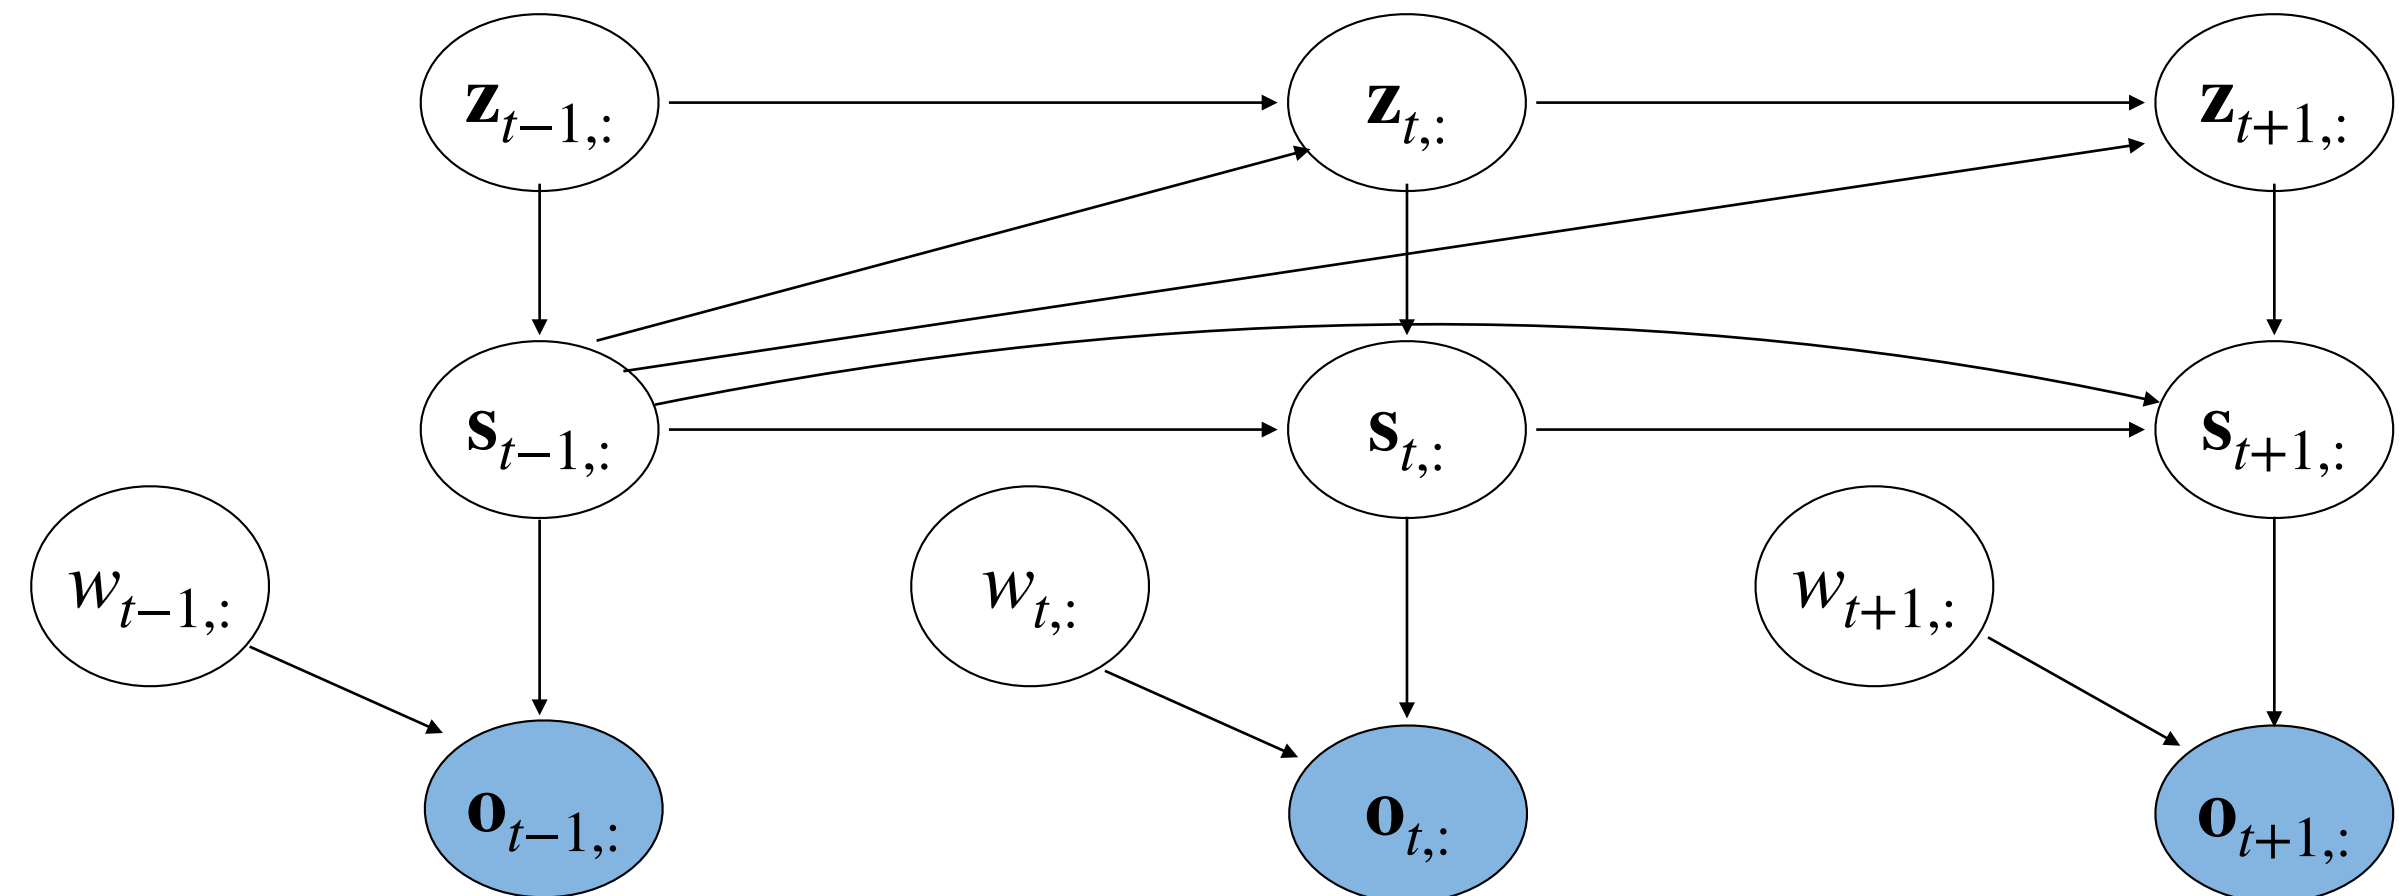 z_{t−1,:} z_{t,:} z_{t+1,:}
s_{t−1,:} s_{t,:} s_{t+1,:}
w_{t−1,:} w_{t,:} w_{t+1,:}
o_{t−1,:} o_{t,:} o_{t+1,:}